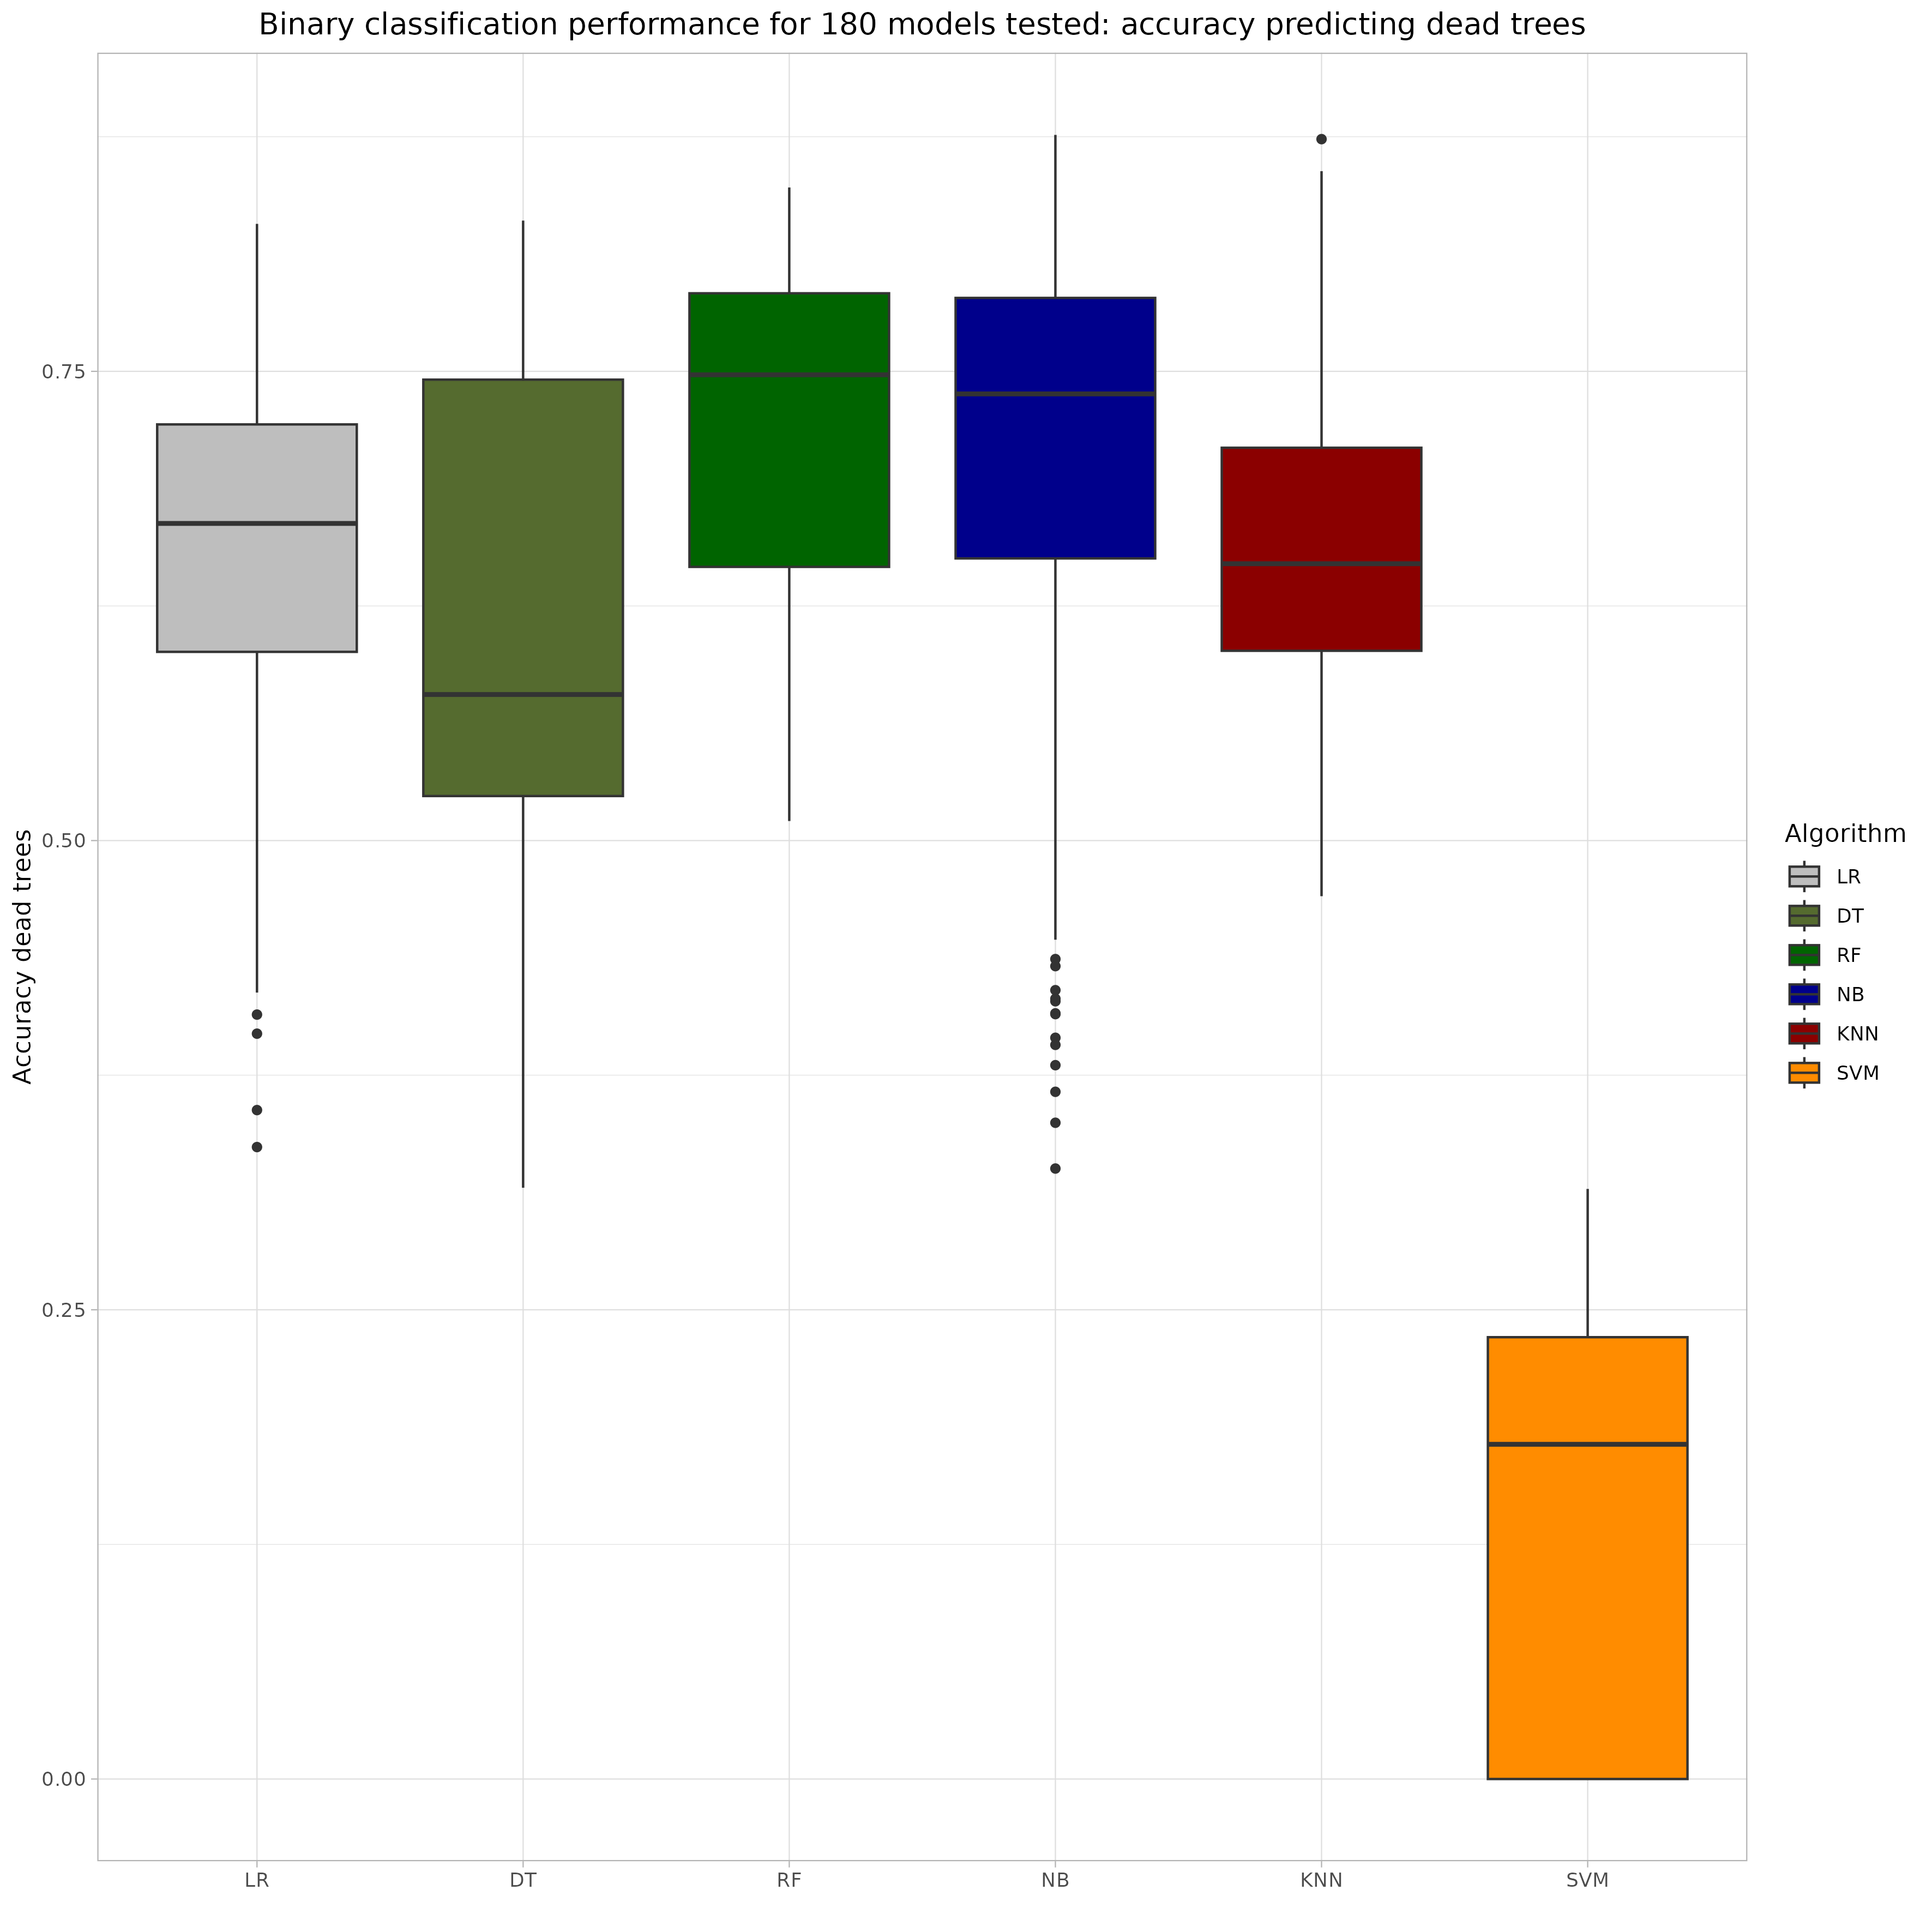 Binary classification performance for 180 models tested: accuracy predicting dead trees
Accuracy dead trees
0.75
0.50
0.25
0.00
LR
DT
RF
NB
KNN
SVM
Algorithm
LR
DT
RF
NB
KNN
SVM